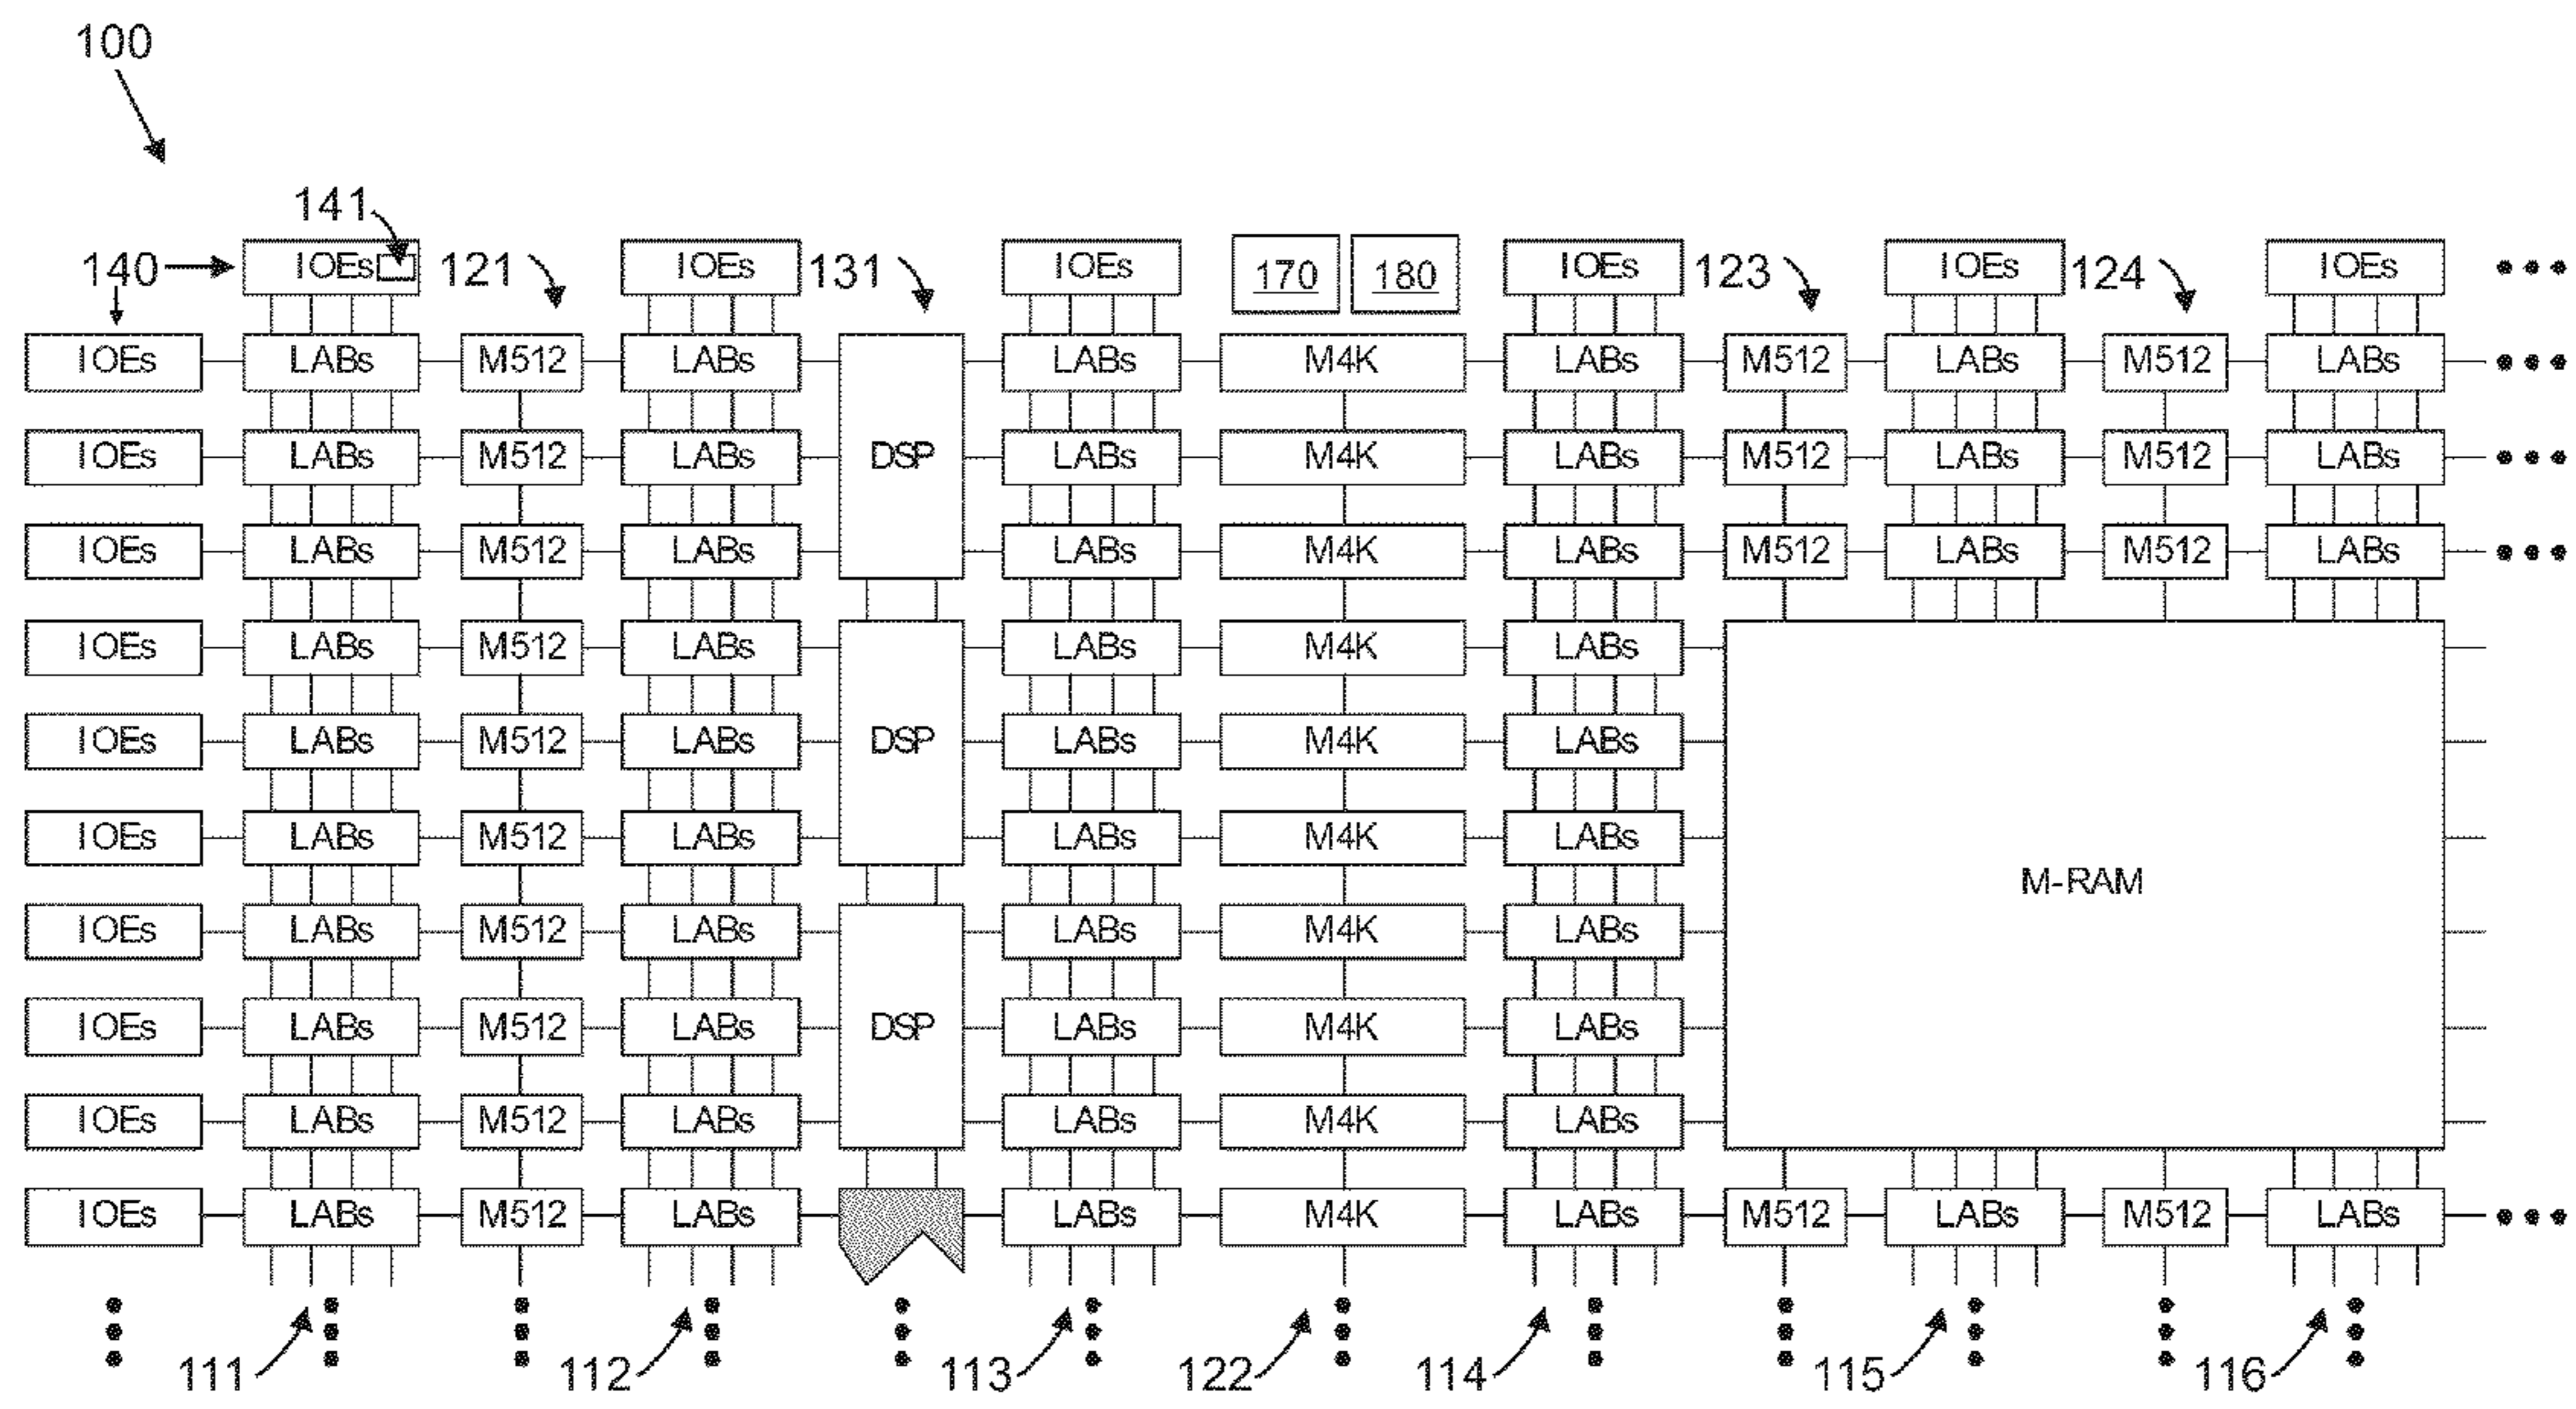 100
141
140 IOEs 121 IOEs 131 IOEs 170 180 IOEs 123 IOEs 124 IOEs
IOEs LABs M512 LABs LABs M4K LABs M512 LABs M512 LABs
IOEs LABs M512 LABs DSP LABs M4K LABs M512 LABs M512 LABs
IOEs LABs M512 LABs LABs M4K LABs M512 LABs M512 LABs
IOEs LABs M512 LABs LABs M4K LABs
IOEs LABs M512 LABs DSP LABs M4K LABs
IOEs LABs M512 LABs LABs M4K LABs
M-RAM
IOEs LABs M512 LABs LABs M4K LABs
IOEs LABs M512 LABs DSP LABs M4K LABs
IOEs LABs M512 LABs LABs M4K LABs
IOEs LABs M512 LABs LABs M4K LABs M512 LABs M512 LABs
111 112 113 122 114 115 116